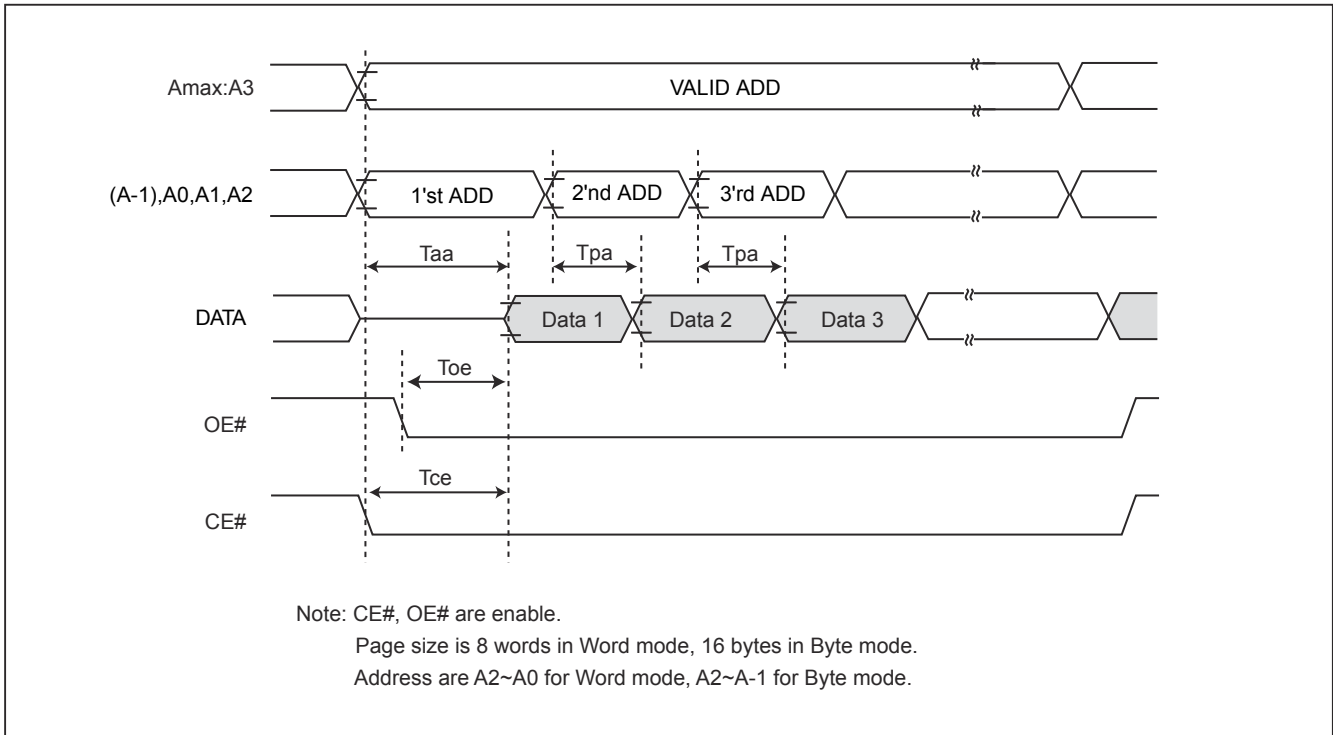 Amax:A3
VALID ADD
(A-1),A0,A1,A2
1'st ADD
2'nd ADD
3'rd ADD
Taa
Tpa
Tpa
DATA
Data 1
Data 2
Data 3
Toe
OE#
Tce
CE#
Note: CE#, OE# are enable.
Page size is 8 words in Word mode, 16 bytes in Byte mode.
Address are A2~A0 for Word mode, A2~A-1 for Byte mode.